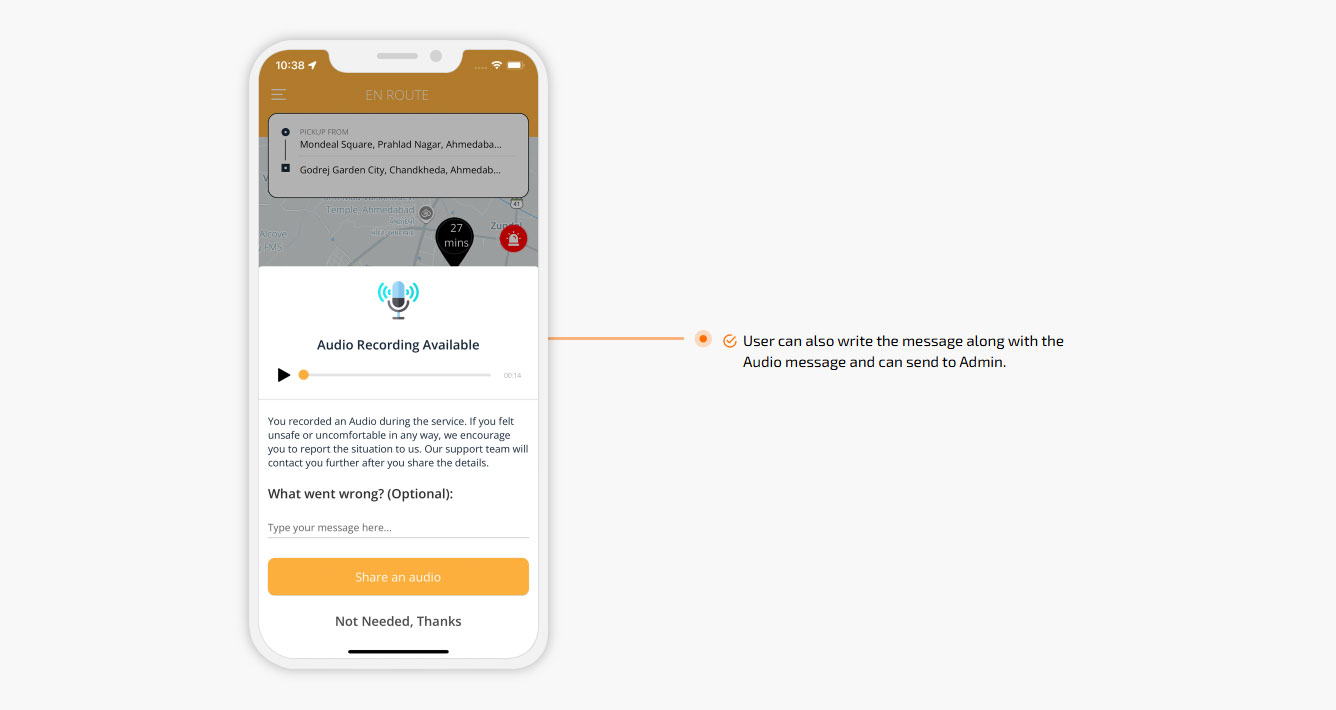 10:38
EN ROUTE
PICKUP FROM
Mondeal Square, Prahlad Nagar, Ahmedaba...
Godrej Garden City, Chandkheda, Ahmedab...
41
Temple, Ahmedabad
27
mins
Alcove
FMS
Audio Recording Available
00:14
You recorded an Audio during the service. If you felt
unsafe or uncomfortable in any way, we encourage
you to report the situation to us. Our support team will
contact you further after you share the details.
What went wrong? (Optional):
Type your message here...
Share an audio
Not Needed, Thanks
User can also write the message along with the
Audio message and can send to Admin.